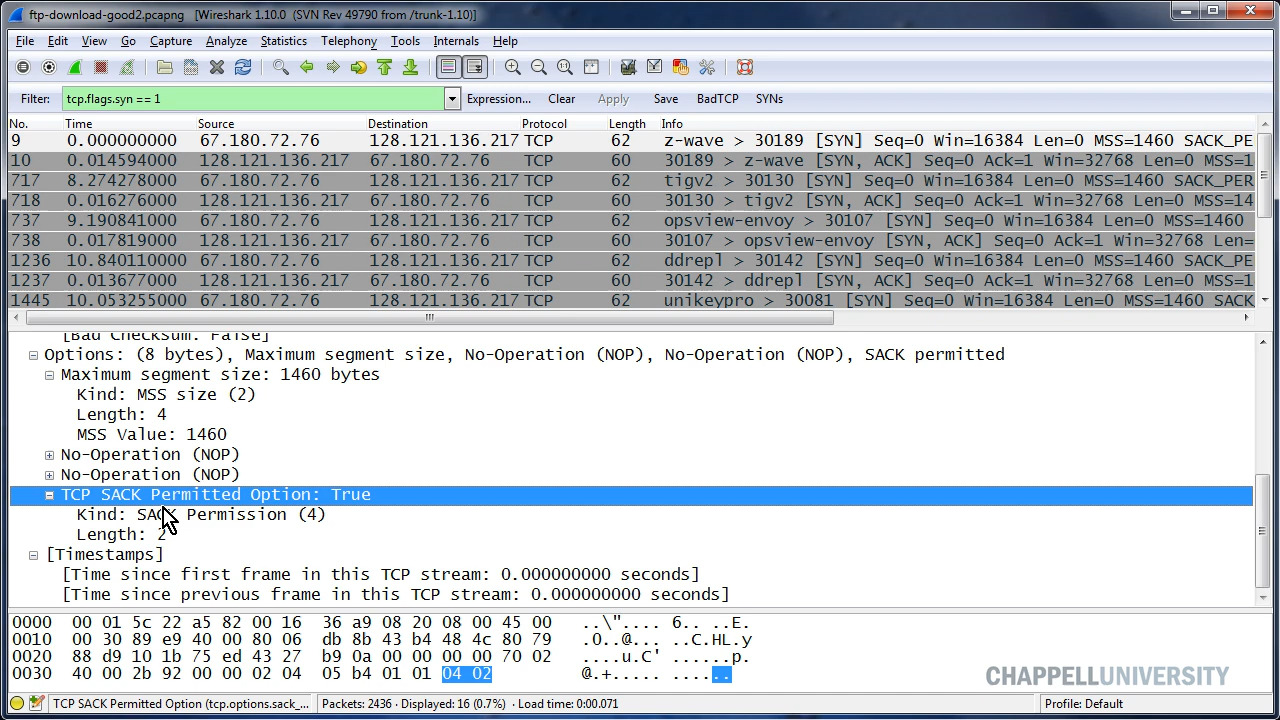 ftp-download-good2.pcapng   [Wireshark 1.10.0  (SVN Rev 49790 from /trunk-1.10)]
File Edit View Go Capture Analyze Statistics Telephony Tools Internals Help
Filter: tcp.flags.syn == 1 Expression... Clear Apply Save BadTCP SYNs
No. Time Source Destination Protocol Length Info
9 0.000000000 67.180.72.76 128.121.136.217 TCP 62 z-wave > 30189 [SYN] Seq=0 Win=16384 Len=0 MSS=1460 SACK_PE
10 0.014594000 128.121.136.217 67.180.72.76 TCP 60 30189 > z-wave [SYN, ACK] Seq=0 Ack=1 Win=32768 Len=0 MSS=1
717 8.274278000 67.180.72.76 128.121.136.217 TCP 62 tigv2 > 30130 [SYN] Seq=0 Win=16384 Len=0 MSS=1460 SACK_PER
718 0.016276000 128.121.136.217 67.180.72.76 TCP 60 30130 > tigv2 [SYN, ACK] Seq=0 Ack=1 Win=32768 Len=0 MSS=14
737 9.190841000 67.180.72.76 128.121.136.217 TCP 62 opsview-envoy > 30107 [SYN] Seq=0 Win=16384 Len=0 MSS=1460
738 0.017819000 128.121.136.217 67.180.72.76 TCP 60 30107 > opsview-envoy [SYN, ACK] Seq=0 Ack=1 Win=32768 Len=
1236 10.840110000 67.180.72.76 128.121.136.217 TCP 62 ddrepl > 30142 [SYN] Seq=0 Win=16384 Len=0 MSS=1460 SACK_PE
1237 0.013677000 128.121.136.217 67.180.72.76 TCP 60 30142 > ddrepl [SYN, ACK] Seq=0 Ack=1 Win=32768 Len=0 MSS=
1445 10.053255000 67.180.72.76 128.121.136.217 TCP 62 unikeypro > 30081 [SYN] Seq=0 Win=16384 Len=0 MSS=1460 SACK
[Bad Checksum: False]
Options: (8 bytes), Maximum segment size, No-Operation (NOP), No-Operation (NOP), SACK permitted
Maximum segment size: 1460 bytes
Kind: MSS size (2)
Length: 4
MSS Value: 1460
No-Operation (NOP)
No-Operation (NOP)
TCP SACK Permitted Option: True
Kind: SACK Permission (4)
Length: 2
[Timestamps]
[Time since first frame in this TCP stream: 0.000000000 seconds]
[Time since previous frame in this TCP stream: 0.000000000 seconds]
0000 00 01 5c 22 a5 82 00 16 36 a9 08 20 08 00 45 00 ..\".... 6.. ..E.
0010 00 30 89 e9 40 00 80 06 db 8b 43 b4 48 4c 80 79 .0..@... ..C.HL.y
0020 88 d9 10 1b 75 ed 43 27 b9 0a 00 00 00 00 70 02 ....u.C' ......p.
0030 40 00 2b 92 00 00 02 04 05 b4 01 01 04 02 @.+..... ......
CHAPPELLUNIVERSITY
TCP SACK Permitted Option (tcp.options.sack_... Packets: 2436 · Displayed: 16 (0.7%) · Load time: 0:00.071 Profile: Default